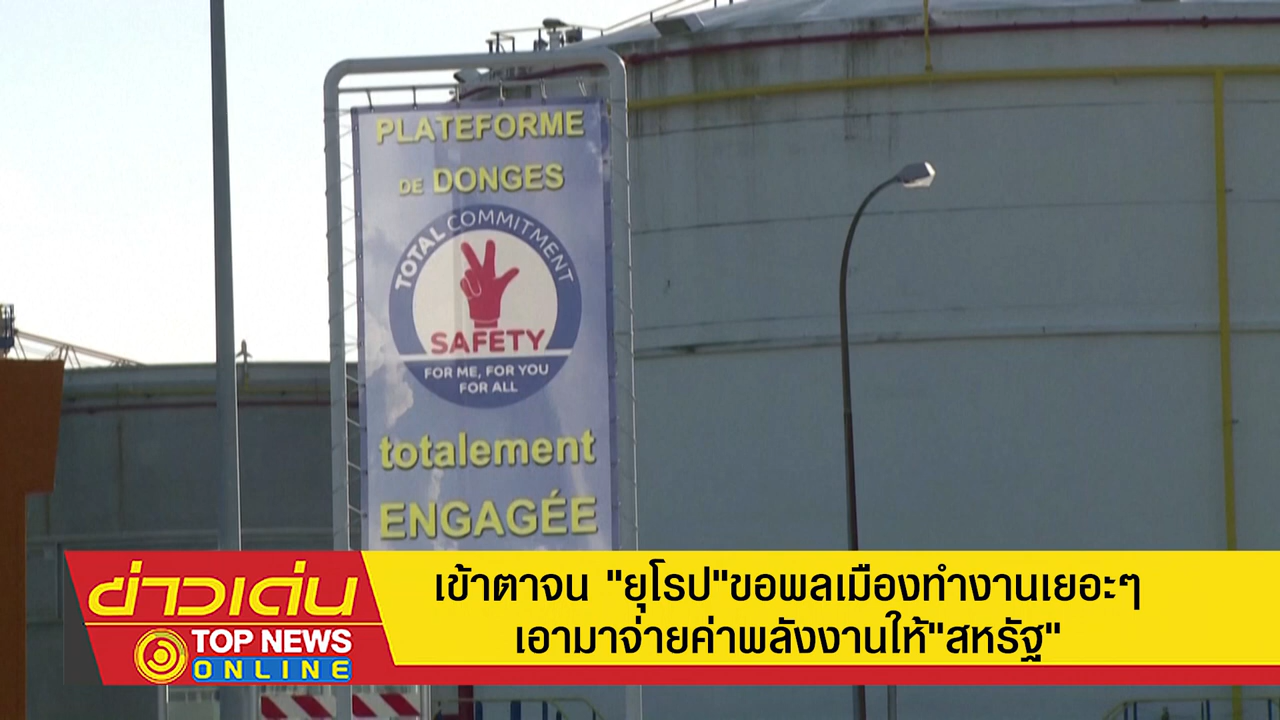 PLATEFORME
DE DONGES
TOTAL COMMITMENT
SAFETY
FOR ME, FOR YOU
FOR ALL
totalement
ENGAGÉE
ข่าวเด่น
TOP NEWS
ONLINE
เข้าตาจน "ยุโรป"ขอพลเมืองทำงานเยอะๆ
เอามาจ่ายค่าพลังงานให้"สหรัฐ"